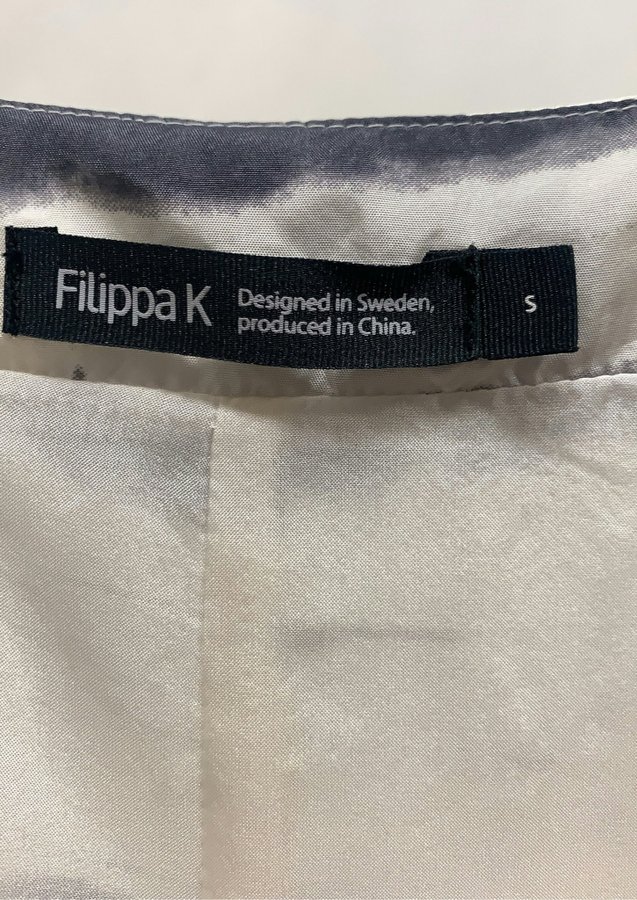 Filippa K
Designed in Sweden,
produced in China.
S